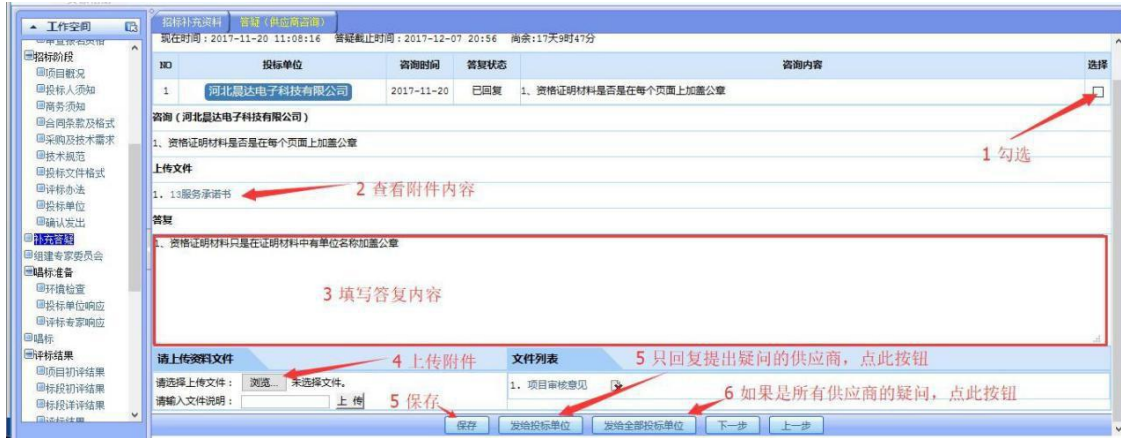 工作空间
招标阶段
项目概况
投标人须知
商务须知
合同条款及格式
采购及技术需求
技术规范
投标文件格式
评标办法
投标单位
确认发出
补充答疑
组建专家委员会
唱标准备
环境检查
投标单位响应
评标专家响应
唱标
评标结果
项目初评结果
标段初评结果
标段详评结果
招标补充资料 答疑（供应商咨询）
现在时间：2017-11-20 11:08:16 答疑截止时间：2017-12-07 20:56 尚余:17天9时47分
NO 投标单位 咨询时间 答复状态 咨询内容 选择
1 河北晨达电子科技有限公司 2017-11-20 已回复 1、资格证明材料是否是在每个页面上加盖公章
咨询（河北晨达电子科技有限公司）
1、资格证明材料是否是在每个页面上加盖公章
1 勾选
上传文件
1. 13服务承诺书 2 查看附件内容
答复
1、资格证明材料只是在证明材料中有单位名称加盖公章
3 填写答复内容
请上传资料文件 4 上传附件 文件列表 5 只回复提出疑问的供应商，点此按钮
请选择上传文件： 浏览... 未选择文件。 1. 项目审核意见
请输入文件说明： 上 传 5 保存 6 如果是所有供应商的疑问，点此按钮
保存 发给投标单位 发给全部投标单位 下一步 上一步